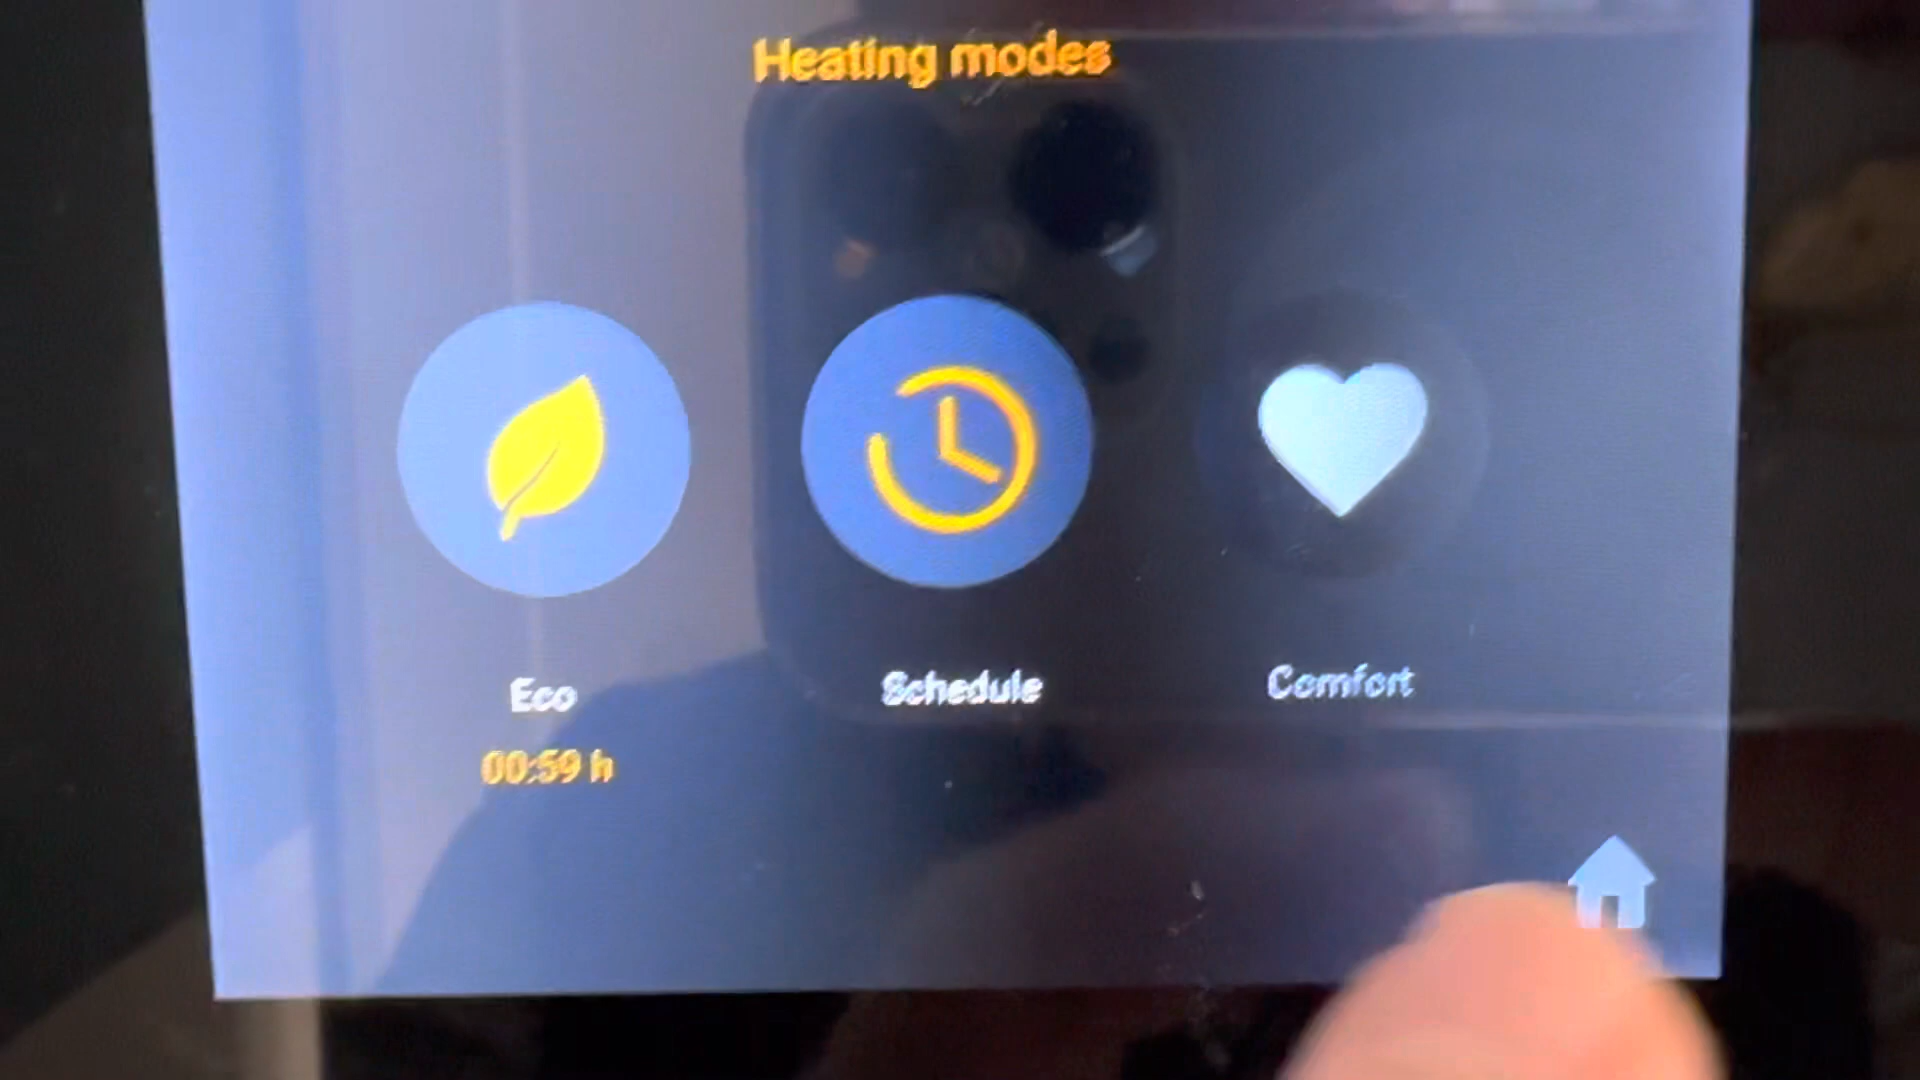 Heating modes
Eco
Schedule
Comfort
00:59 h